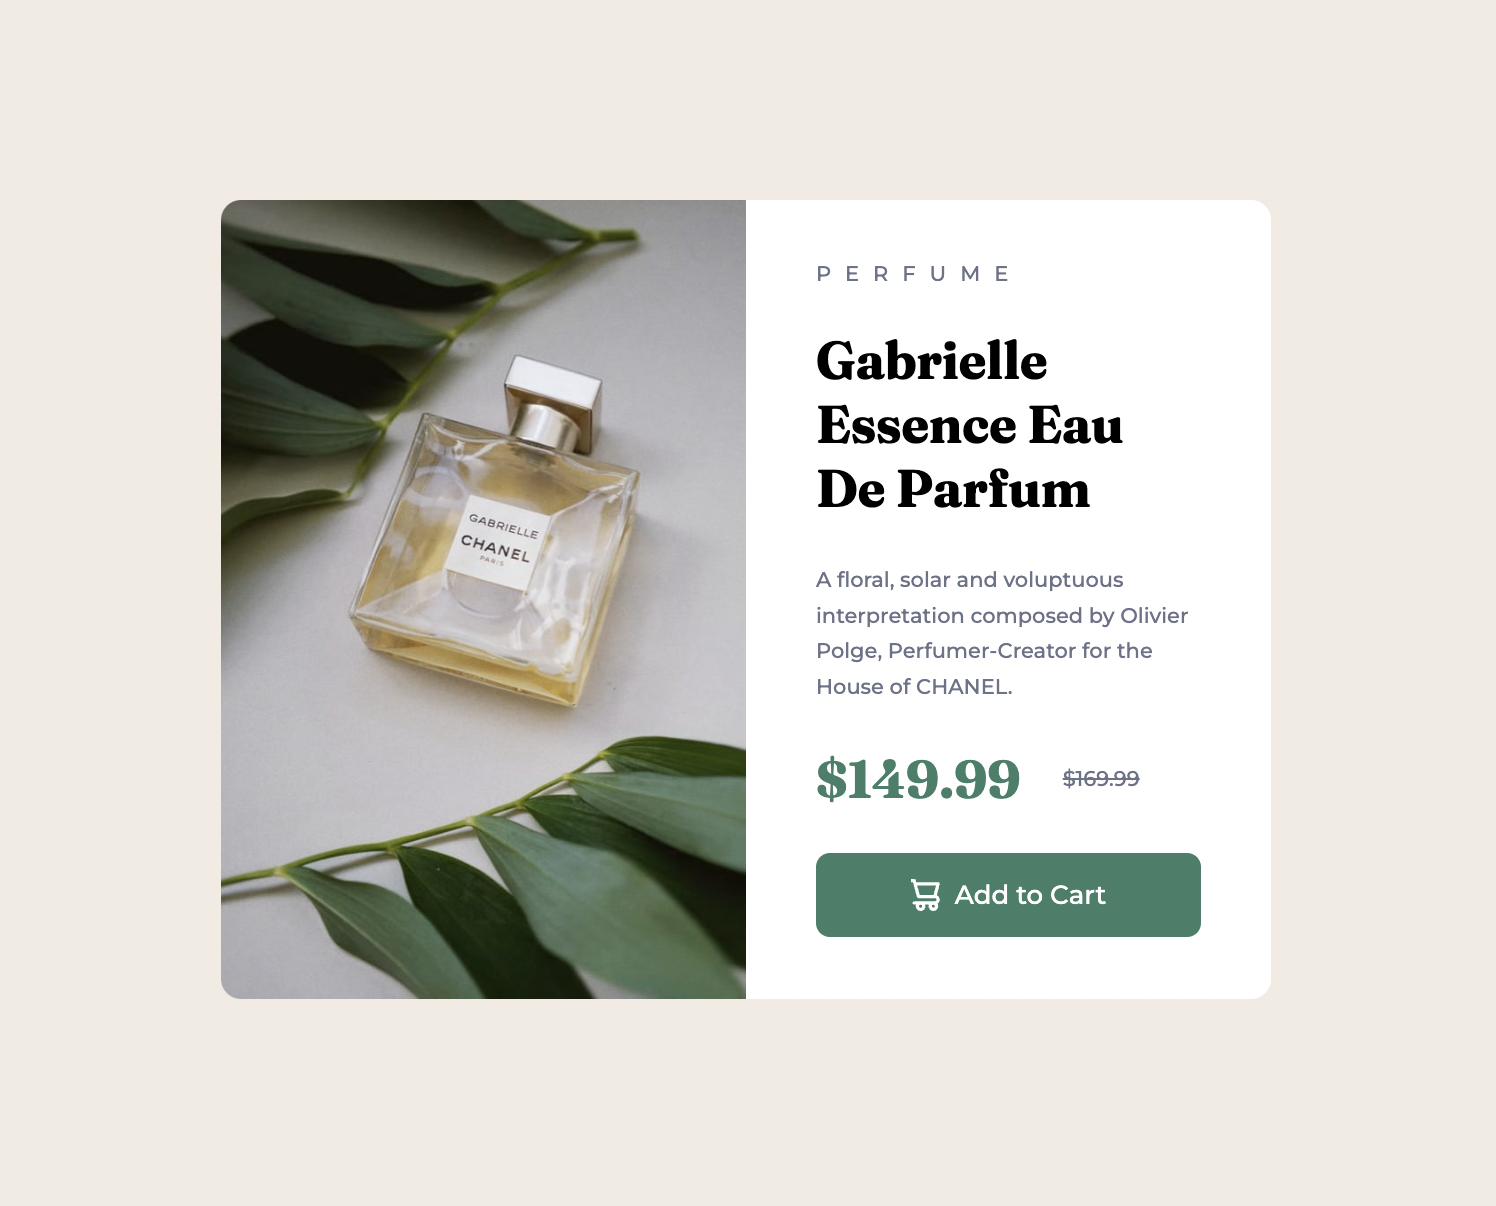 GABRIELLE
CHANEL
PARIS
PERFUME
Gabrielle
Essence Eau
De Parfum
A floral, solar and voluptuous
interpretation composed by Olivier
Polge, Perfumer-Creator for the
House of CHANEL.
$149.99 $169.99
Add to Cart